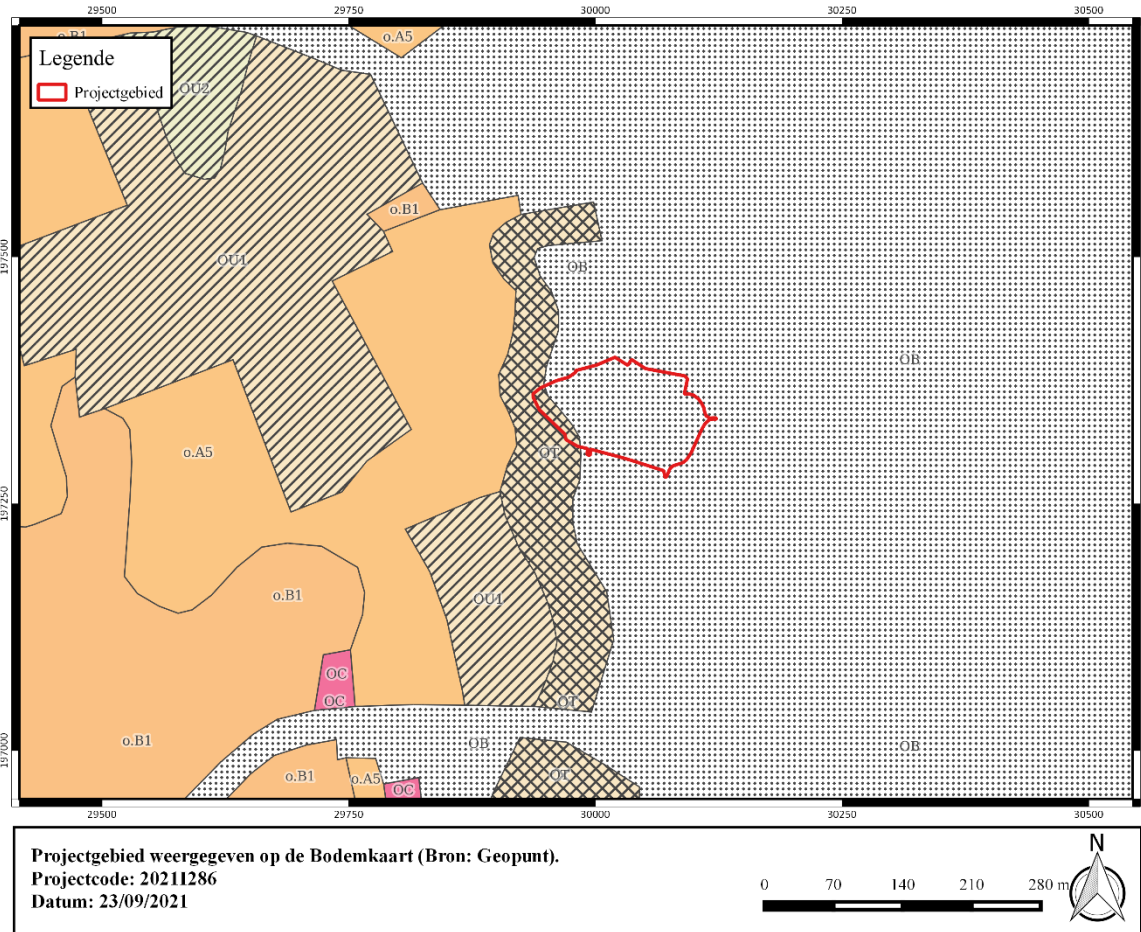 29500 29750 30000 30250 30500
o.B1
o.A5
Legende
Projectgebied
OU2
o.B1
197500
OU1
OB
OB
o.A5
OT
197250
o.B1
OU1
OC
OC
OT
o.B1
OB
OB
197000
o.B1
o.A5
OT
OC
29500 29750 30000 30250 30500
Projectgebied weergegeven op de Bodemkaart (Bron: Geopunt).
Projectcode: 2021I286
Datum: 23/09/2021
0 70 140 210 280 m
N